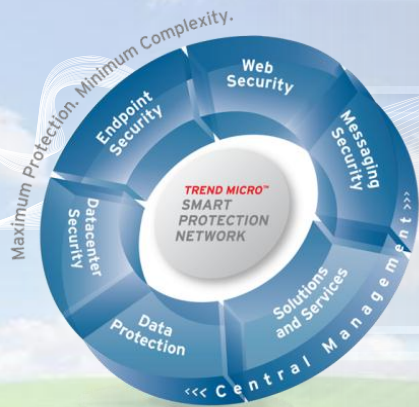 Maximum Protection. Minimum Complexity.
Web
Security
Endpoint
Security
Messaging
Security
TREND MICRO™
SMART
PROTECTION
NETWORK
Datacenter
Security
Data
Protection
Solutions
and Services
<<< Central Management >>>